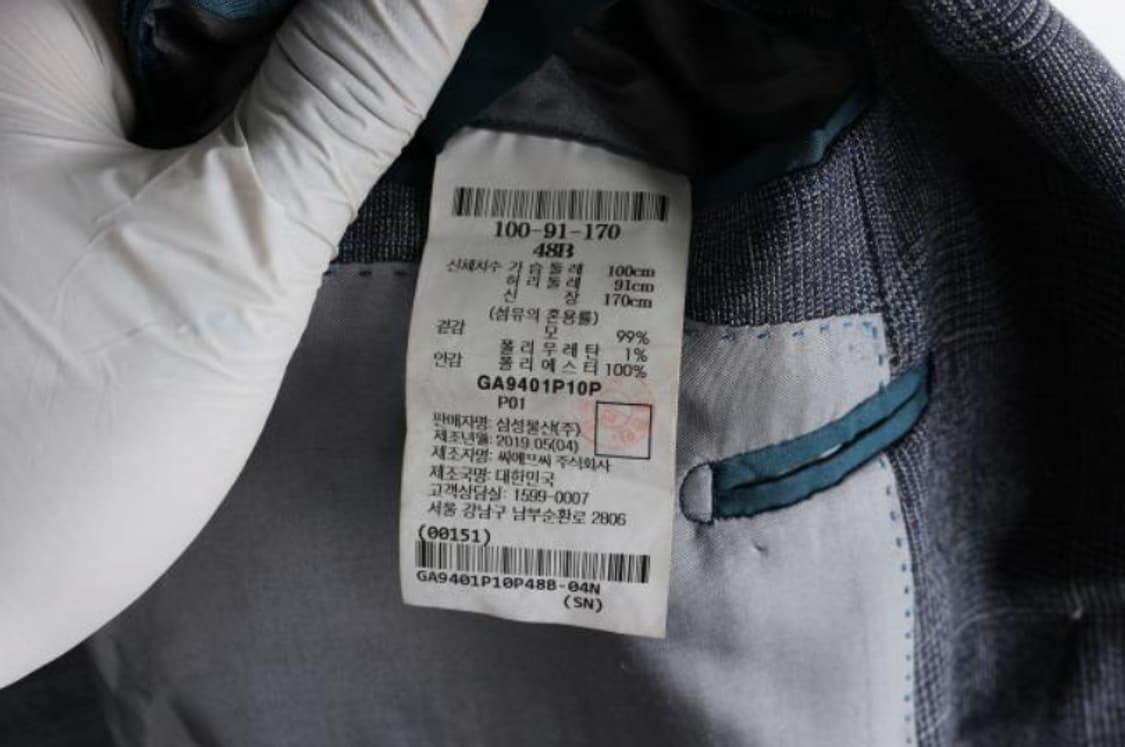 100-91-170
48B
신체치수 가슴둘레 100cm
허리둘레 91cm
신 장 170cm
(섬유의 혼용률)
겉감 모 99%
폴리우레탄 1%
안감 폴리에스터 100%
GA9401P10P
P01
판매자명: 삼성물산(주)
제조년월: 2019.05(04)
제조자명: 싸에므씨 주식회사
제조국명: 대한민국
고객상담실: 1599-0007
서울 강남구 남부순환로 2806
(00151)
GA9401P10P48B-04N
(SN)